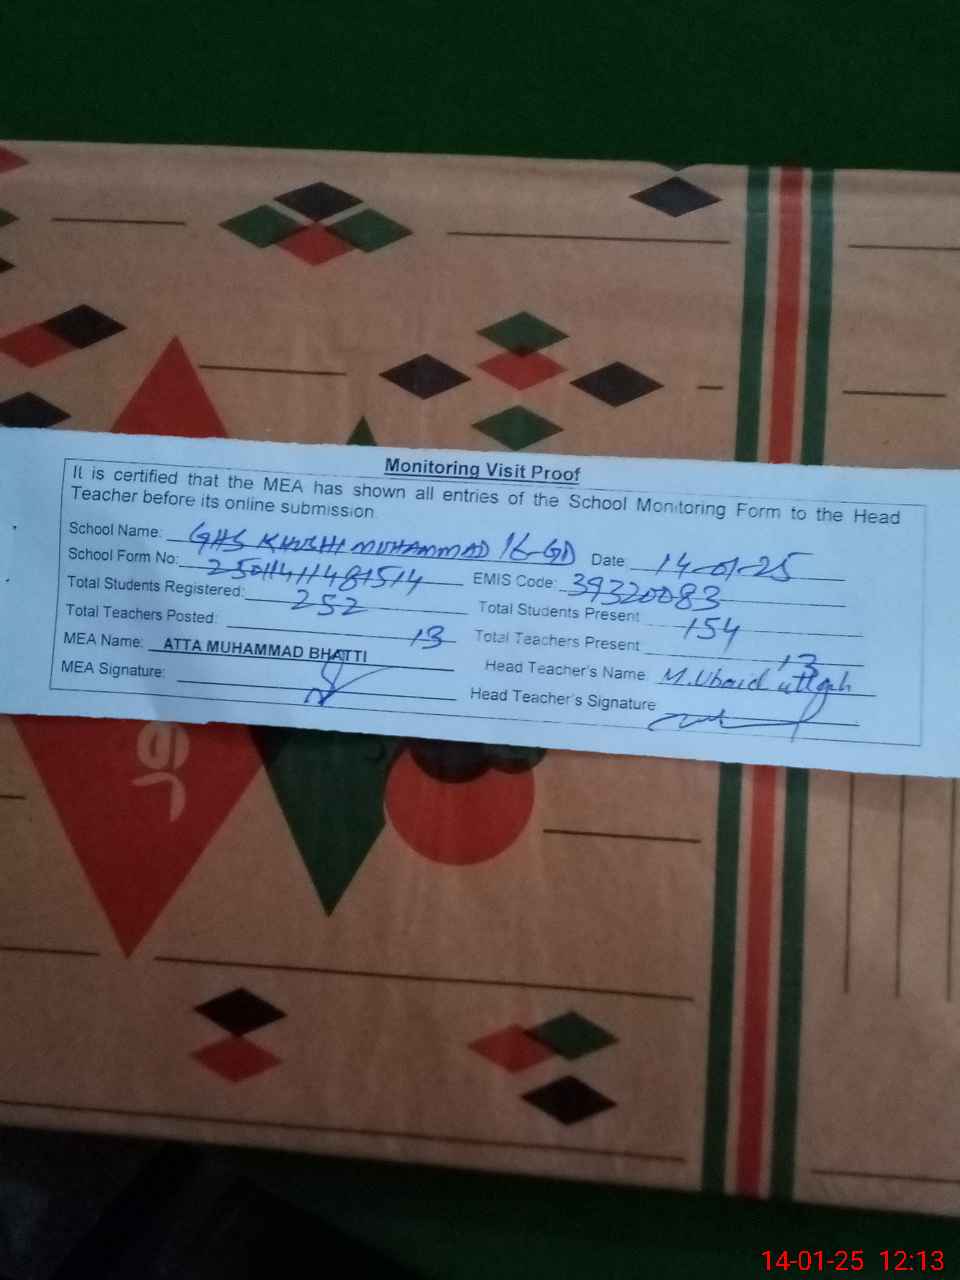 Monitoring Visit Proof
It is certified that the MEA has shown all entries of the School Monitoring Form to the Head
Teacher before its online submission
School Name: GHS KHUSHI MUHAMMAD 16-GD Date: 14-01-25
School Form No: EMIS Code: 39320083
Total Students Registered: 252 Total Students Present 154
Total Teachers Posted: 13 Total Teachers Present 13
MEA Name: ATTA MUHAMMAD BHATTI Head Teacher's Name M. Ubaid ullah
MEA Signature: Head Teacher's Signature
14-01-25 12:13